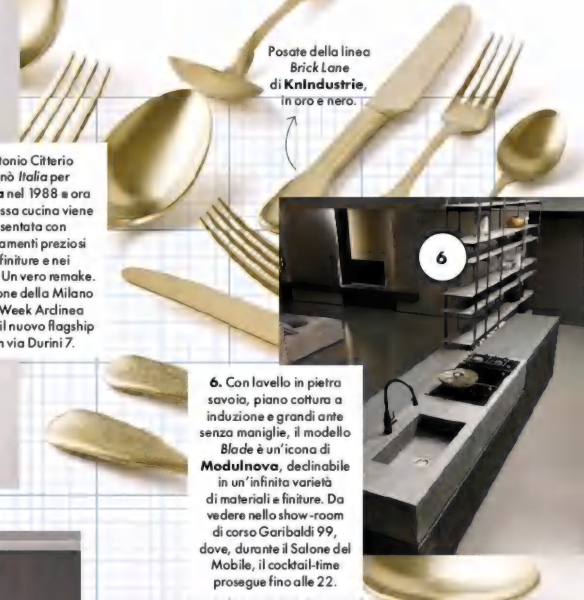 Posate della linea
Brick Lane
di KnIndustrie,
in oro e nero.
tonio Citterio
nò Italia per
a nel 1988 e ora
ssa cucina viene
sentata con
amenti preziosi
finiture e nei
Un vero remake.
one della Milano
Week Arclinea
il nuovo flagship
n via Durini 7.
6
6. Con lavello in pietra
savoia, piano cottura a
induzione e grandi ante
senza maniglie, il modello
Blade è un'icona di
Modulnova, declinabile
in un'infinita varietà
di materiali e finiture. Da
vedere nello show-room
di corso Garibaldi 99,
dove, durante il Salone del
Mobile, il cocktail-time
prosegue fino alle 22.